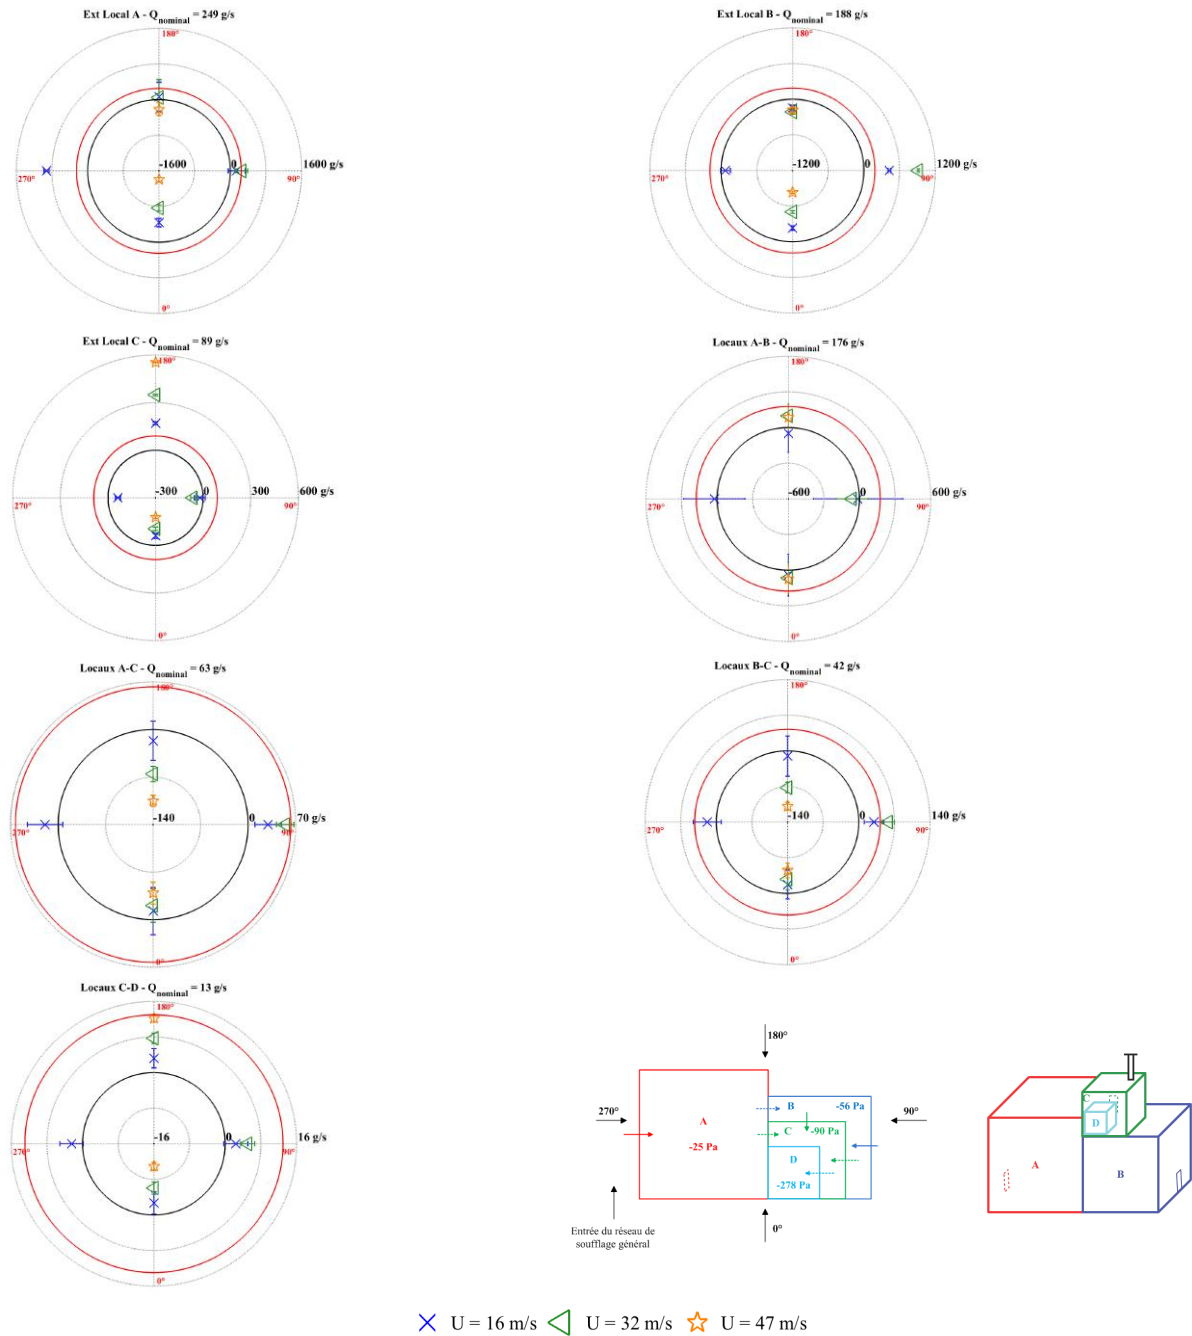 Ext Local A - Qnominal = 249 g/s
180°
-1600
0
1600 g/s
270°
90°
0°
Ext Local B - Qnominal = 188 g/s
180°
-1200
0
1200 g/s
270°
90°
0°
Ext Local C - Qnominal = 89 g/s
180°
-300
0
300
600 g/s
270°
90°
0°
Locaux A-B - Qnominal = 176 g/s
180°
-600
0
600 g/s
270°
90°
0°
Locaux A-C - Qnominal = 63 g/s
180°
-140
0
70 g/s
270°
90°
0°
Locaux B-C - Qnominal = 42 g/s
180°
-140
0
140 g/s
270°
90°
0°
Locaux C-D - Qnominal = 13 g/s
180°
-16
0
16 g/s
270°
90°
0°
180°
270°
90°
A
-25 Pa
B
-56 Pa
C
-90 Pa
D
-278 Pa
0°
Entrée du réseau de
soufflage général
A
B
C
D
U = 16 m/s
U = 32 m/s
U = 47 m/s